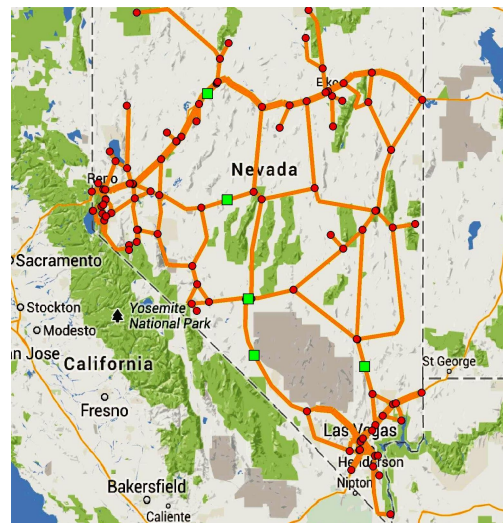 Elko
Nevada
Reno
Sacramento
Stockton
Yosemite
National Park
Modesto
an Jose
California
St George
Fresno
Las Vegas
Henderson
Nipton
Bakersfield
Caliente